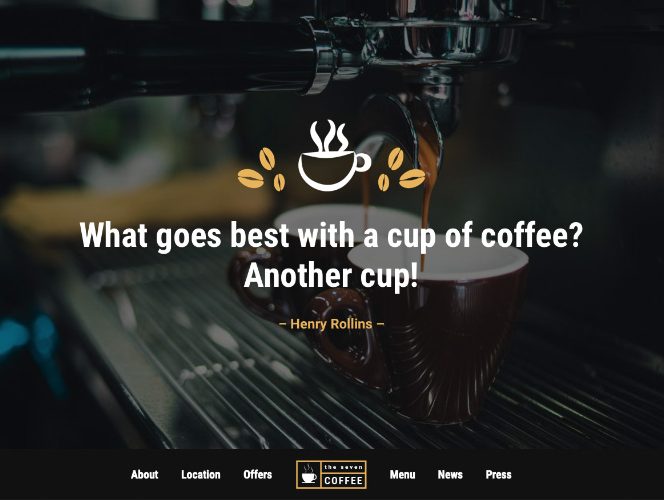 What goes best with a cup of coffee?
Another cup!
– Henry Rollins –
About Location Offers the seven COFFEE Menu News Press